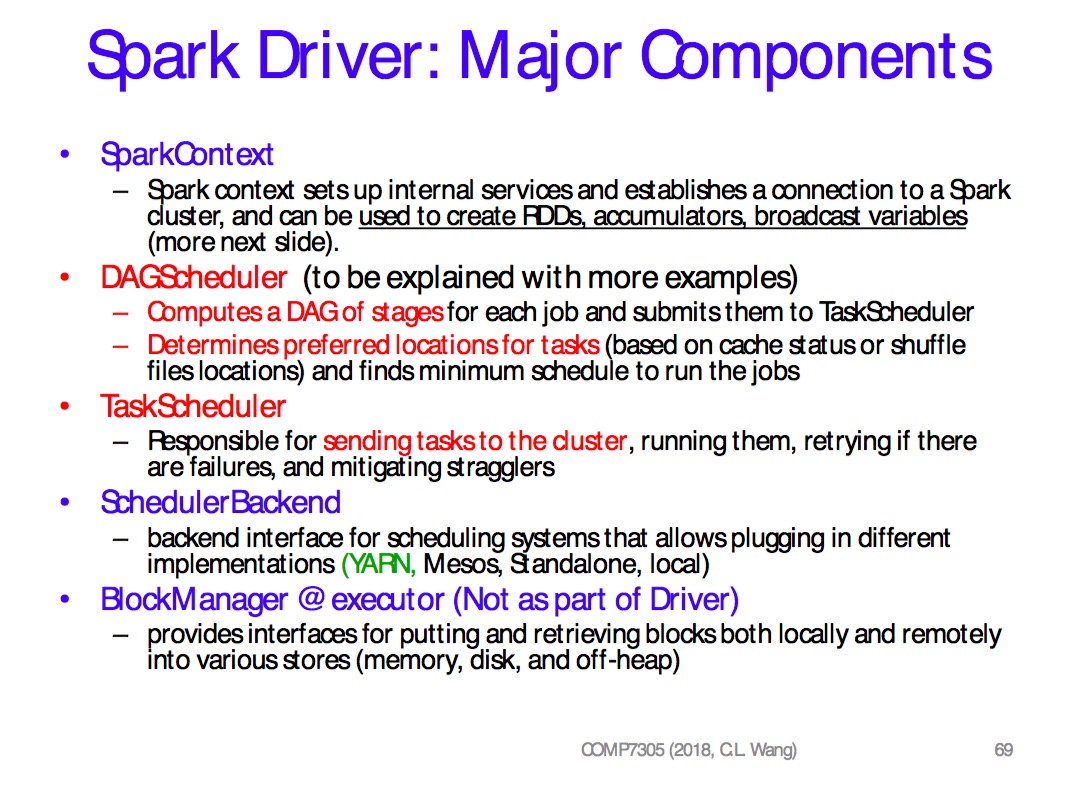 Spark Driver: Major Components
• SparkContext
– Spark context sets up internal services and establishes a connection to a Spark
cluster, and can be used to create RDDs, accumulators, broadcast variables
(more next slide).
• DAGScheduler (to be explained with more examples)
– Computes a DAG of stages for each job and submits them to TaskScheduler
– Determines preferred locations for tasks (based on cache status or shuffle
files locations) and finds minimum schedule to run the jobs
• TaskScheduler
– Responsible for sending tasks to the cluster, running them, retrying if there
are failures, and mitigating stragglers
• SchedulerBackend
– backend interface for scheduling systems that allows plugging in different
implementations (YARN, Mesos, Standalone, local)
• BlockManager @ executor (Not as part of Driver)
– provides interfaces for putting and retrieving blocks both locally and remotely
into various stores (memory, disk, and off-heap)
COMP7305 (2018, C.L. Wang)
69